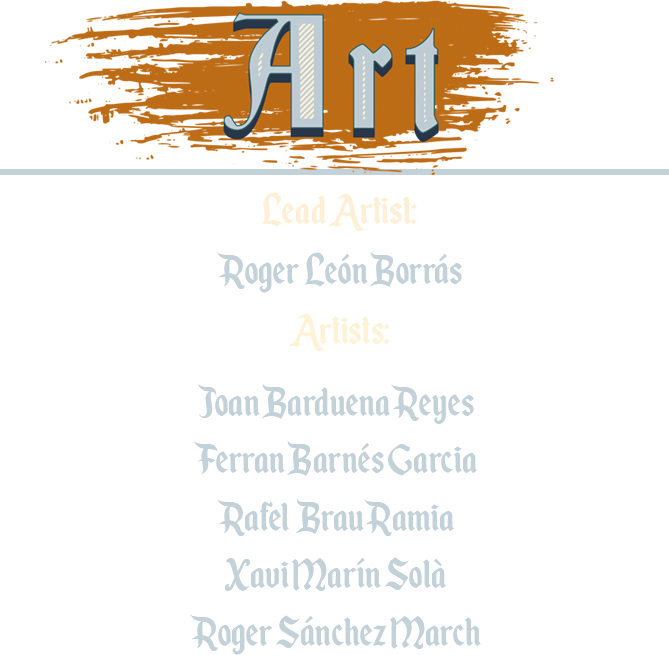 Art
Lead Artist:
Roger León Borrás
Artists:
Joan Barduena Reyes
Ferran Barnés Garcia
Rafel Brau Ramia
Xavi Marín Solà
Roger Sánchez March